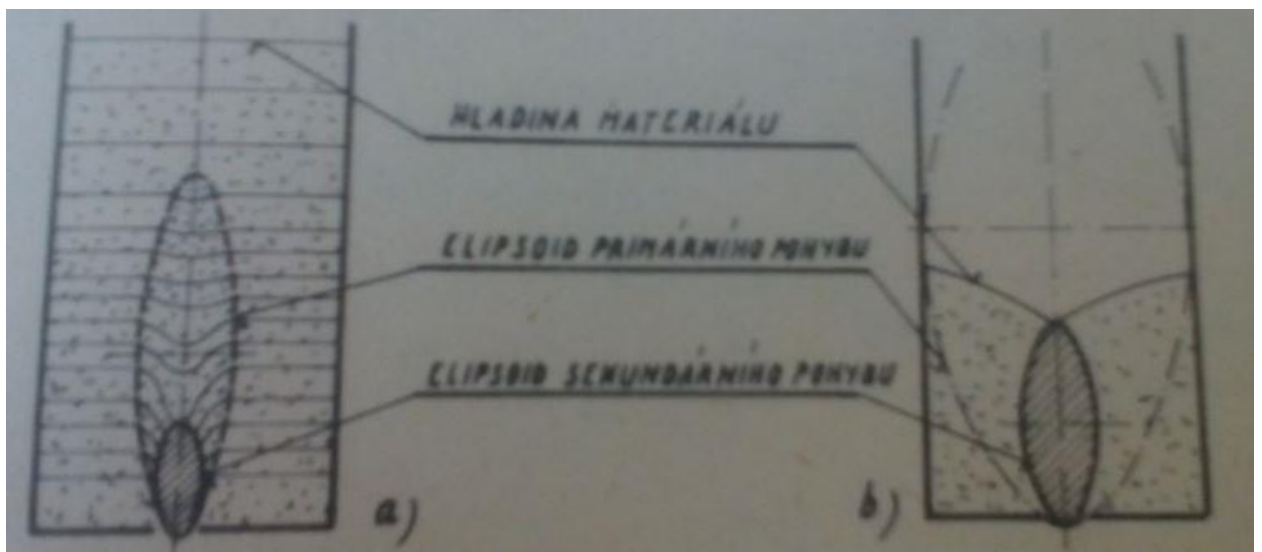 HLADINA MATERIÁLU
ELIPSOID PRIMÁRNÍHO POHYBU
ELIPSOID SEKUNDÁRNÍHO POHYBU
a)
b)